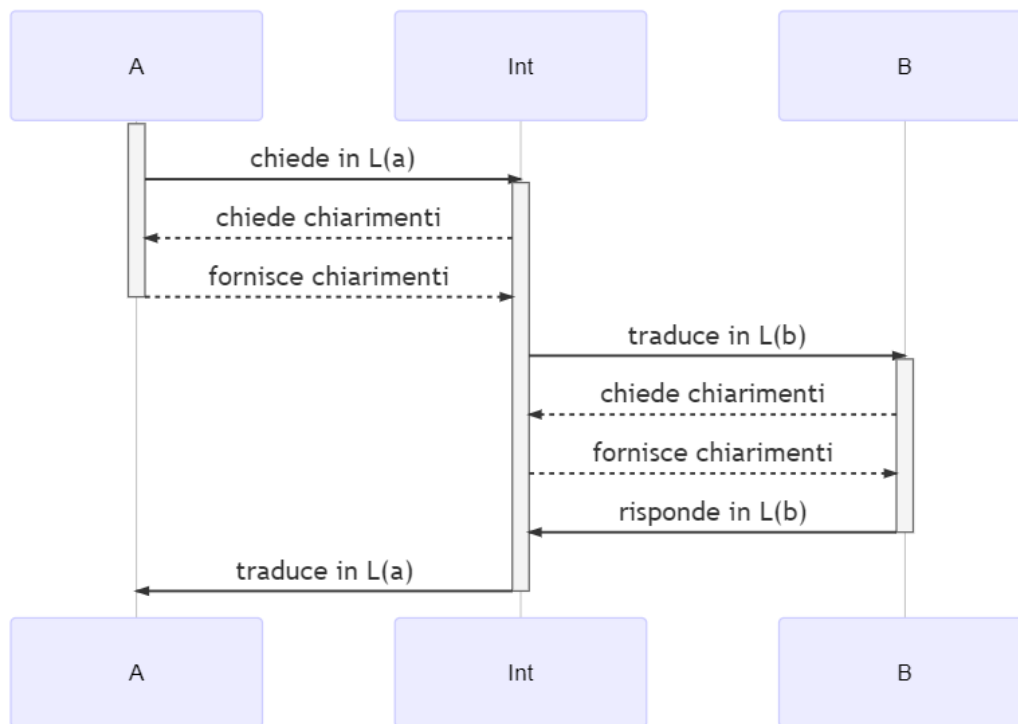 A
Int
B
chiede in L(a)
chiede chiarimenti
fornisce chiarimenti
traduce in L(b)
chiede chiarimenti
fornisce chiarimenti
risponde in L(b)
traduce in L(a)
A
Int
B